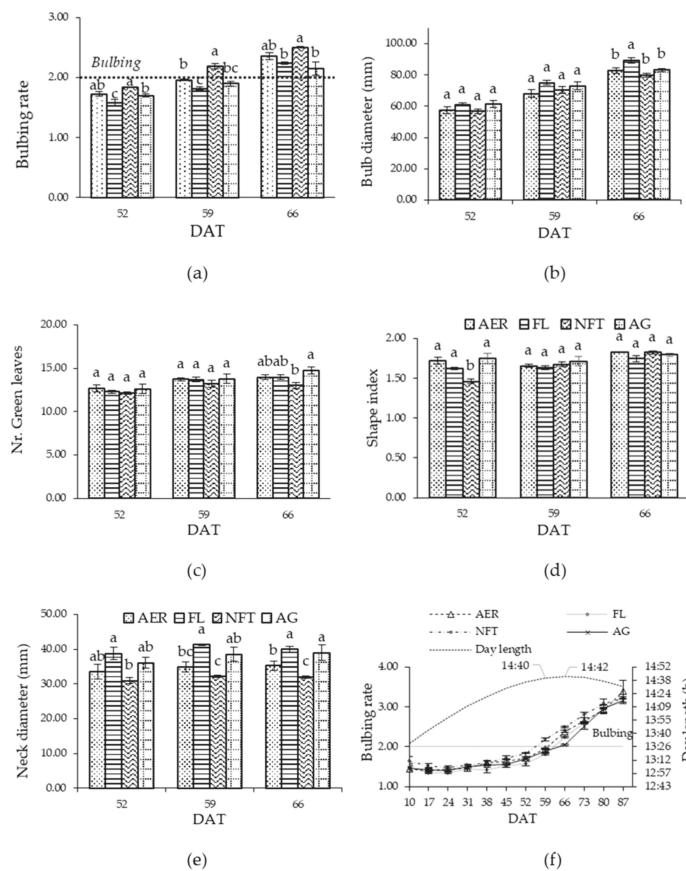 3.00
2.00
1.00
0.00
Bulbing rate
Bulbing
ab c a b
b c a bc
ab b a b
52 59 66
DAT
(a)
100.00
80.00
60.00
40.00
20.00
0.00
Bulb diameter (mm)
a a a a
a a a a
b a b b
52 59 66
DAT
(b)
20.00
15.00
10.00
5.00
0.00
Nr. Green leaves
a a a a
a a a a
abab b a
52 59 66
DAT
(c)
AER FL NFT AG
2.00
1.50
1.00
0.50
0.00
Shape index
a a b a
a a a a
a a a a
52 59 66
DAT
(d)
AER FL NFT AG
50.00
40.00
30.00
20.00
10.00
0.00
Neck diameter (mm)
ab a b ab
bc a c ab
b a c a
52 59 66
DAT
(e)
AER FL
NFT AG
Day length
14:40 14:42
4.00
3.00
2.00
1.00
Bulbing rate
Bulbing
14:52
14:38
14:24
14:09
13:55
13:40
13:26
13:12
12:57
12:43
10 17 24 31 38 45 52 59 66 73 80 87
DAT
(f)